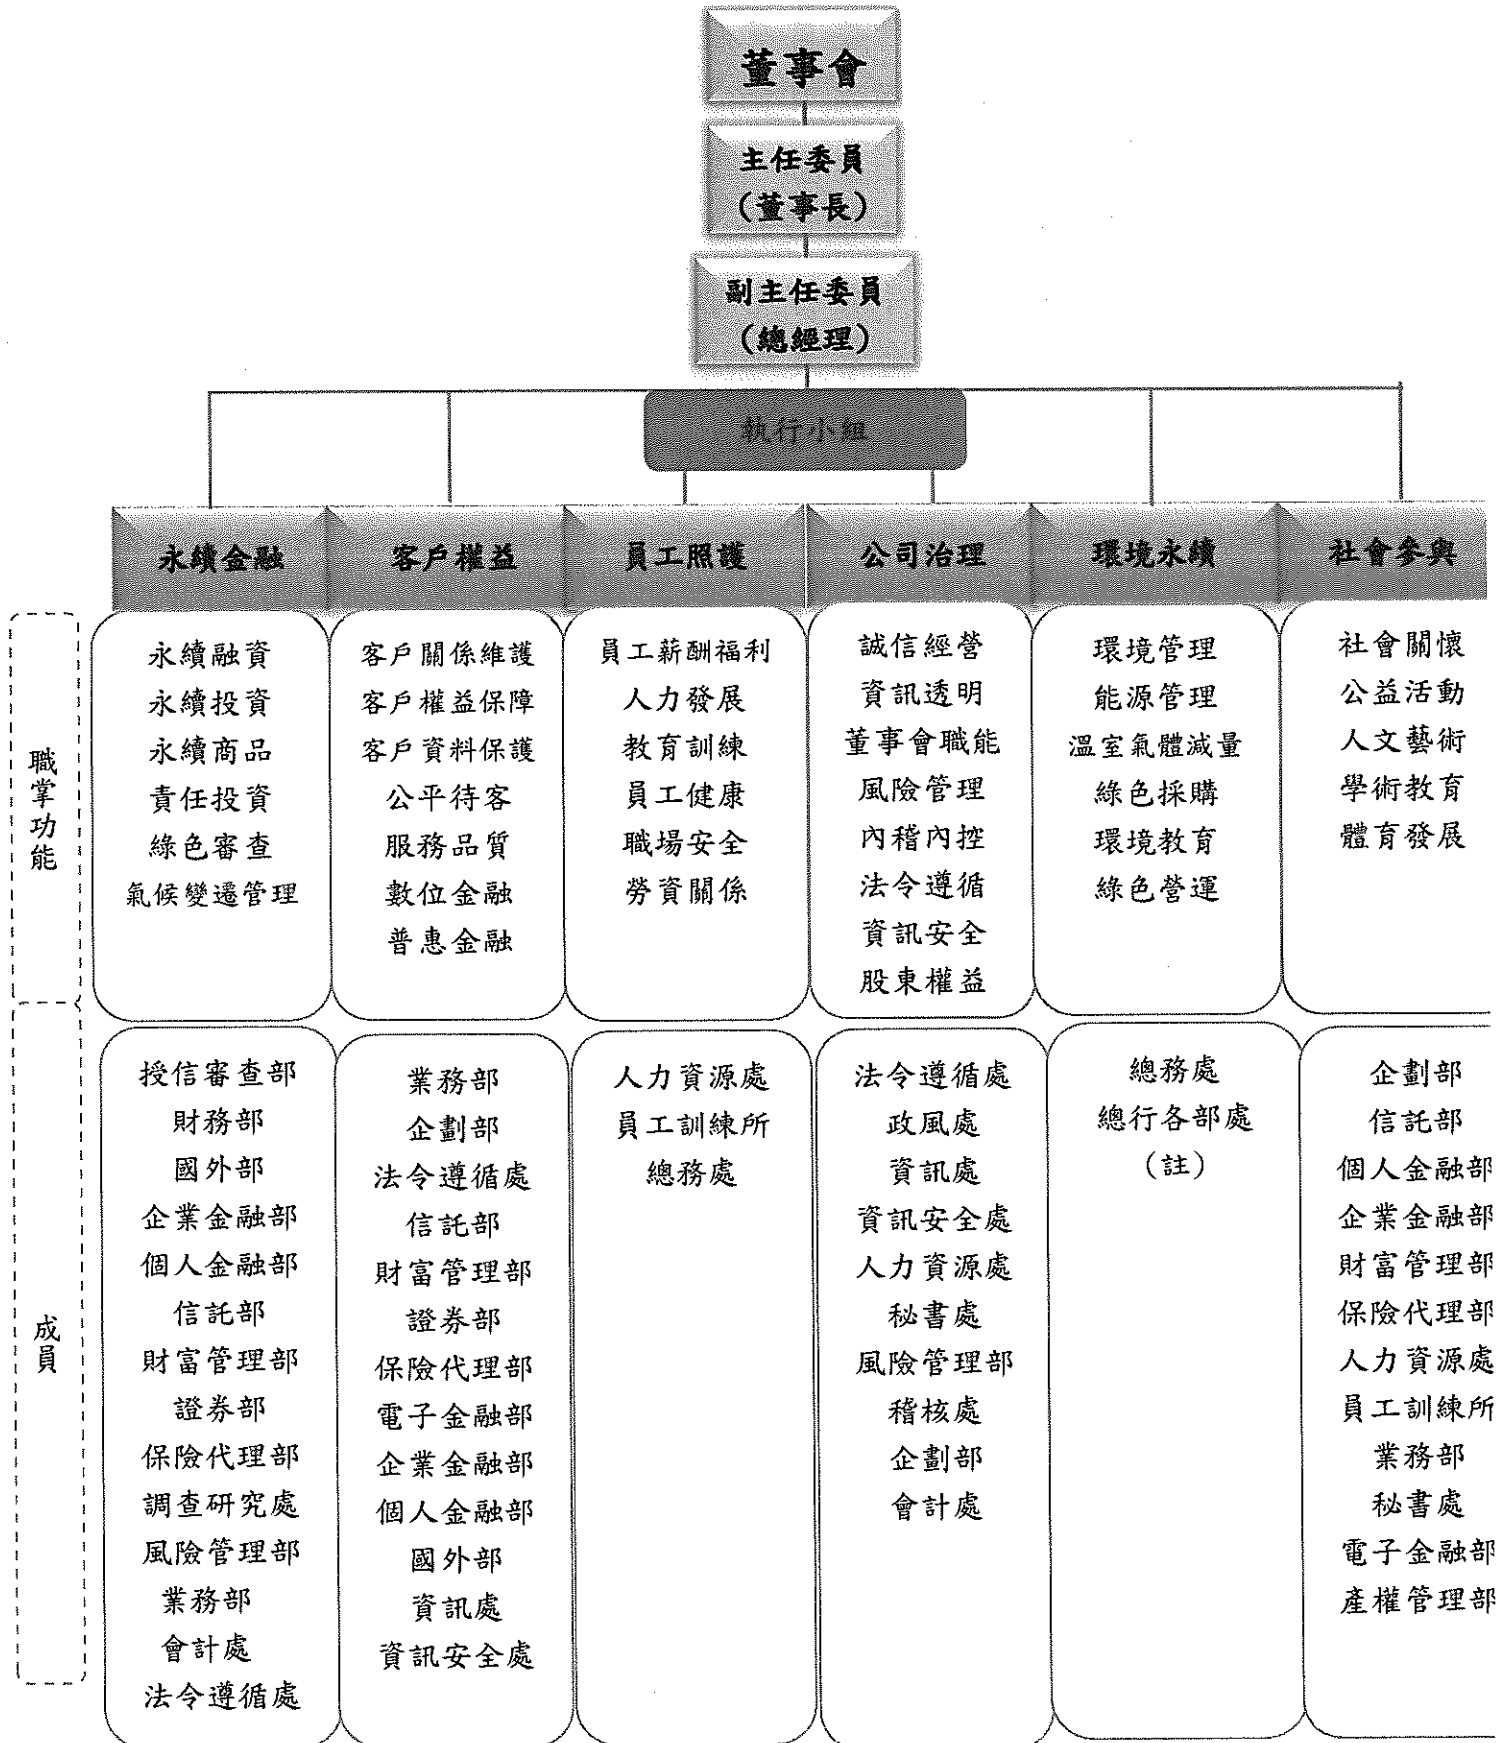 董事會
主任委員
(董事長)
副主任委員
(總經理)
執行小組
永續金融
客戶權益
員工照護
公司治理
環境永續
社會參與
職掌功能
永續融資
永續投資
永續商品
責任投資
綠色審查
氣候變遷管理
客戶關係維護
客戶權益保障
客戶資料保護
公平待客
服務品質
數位金融
普惠金融
員工薪酬福利
人力發展
教育訓練
員工健康
職場安全
勞資關係
誠信經營
資訊透明
董事會職能
風險管理
內稽內控
法令遵循
資訊安全
股東權益
環境管理
能源管理
溫室氣體減量
綠色採購
環境教育
綠色營運
社會關懷
公益活動
人文藝術
學術教育
體育發展
成員
授信審查部
財務部
國外部
企業金融部
個人金融部
信託部
財富管理部
證券部
保險代理部
調查研究處
風險管理部
業務部
會計處
法令遵循處
業務部
企劃部
法令遵循處
信託部
財富管理部
證券部
保險代理部
電子金融部
企業金融部
個人金融部
國外部
資訊處
資訊安全處
人力資源處
員工訓練所
總務處
法令遵循處
政風處
資訊處
資訊安全處
人力資源處
秘書處
風險管理部
稽核處
企劃部
會計處
總務處
總行各部處
(註)
企劃部
信託部
個人金融部
企業金融部
財富管理部
保險代理部
人力資源處
員工訓練所
業務部
秘書處
電子金融部
產權管理部